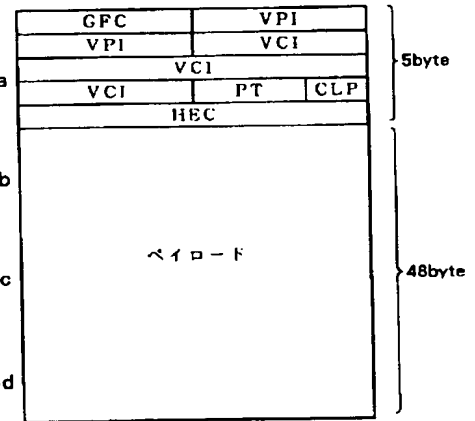 GFC VPI
VPI VCI
VCI
VCI PT CLP
HEC
5byte
a
b
ペイロード
c
48byte
d